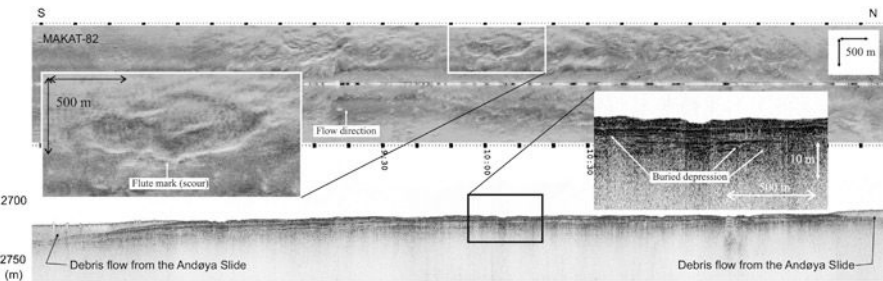 S
N
MAKAT-82
500 m
500 m
Flow direction
Flute mark (scour)
9:30
10:00
10:30
Buried depression
10 m
500 m
2700
2750
(m)
Debris flow from the Andøya Slide
Debris flow from the Andøya Slide